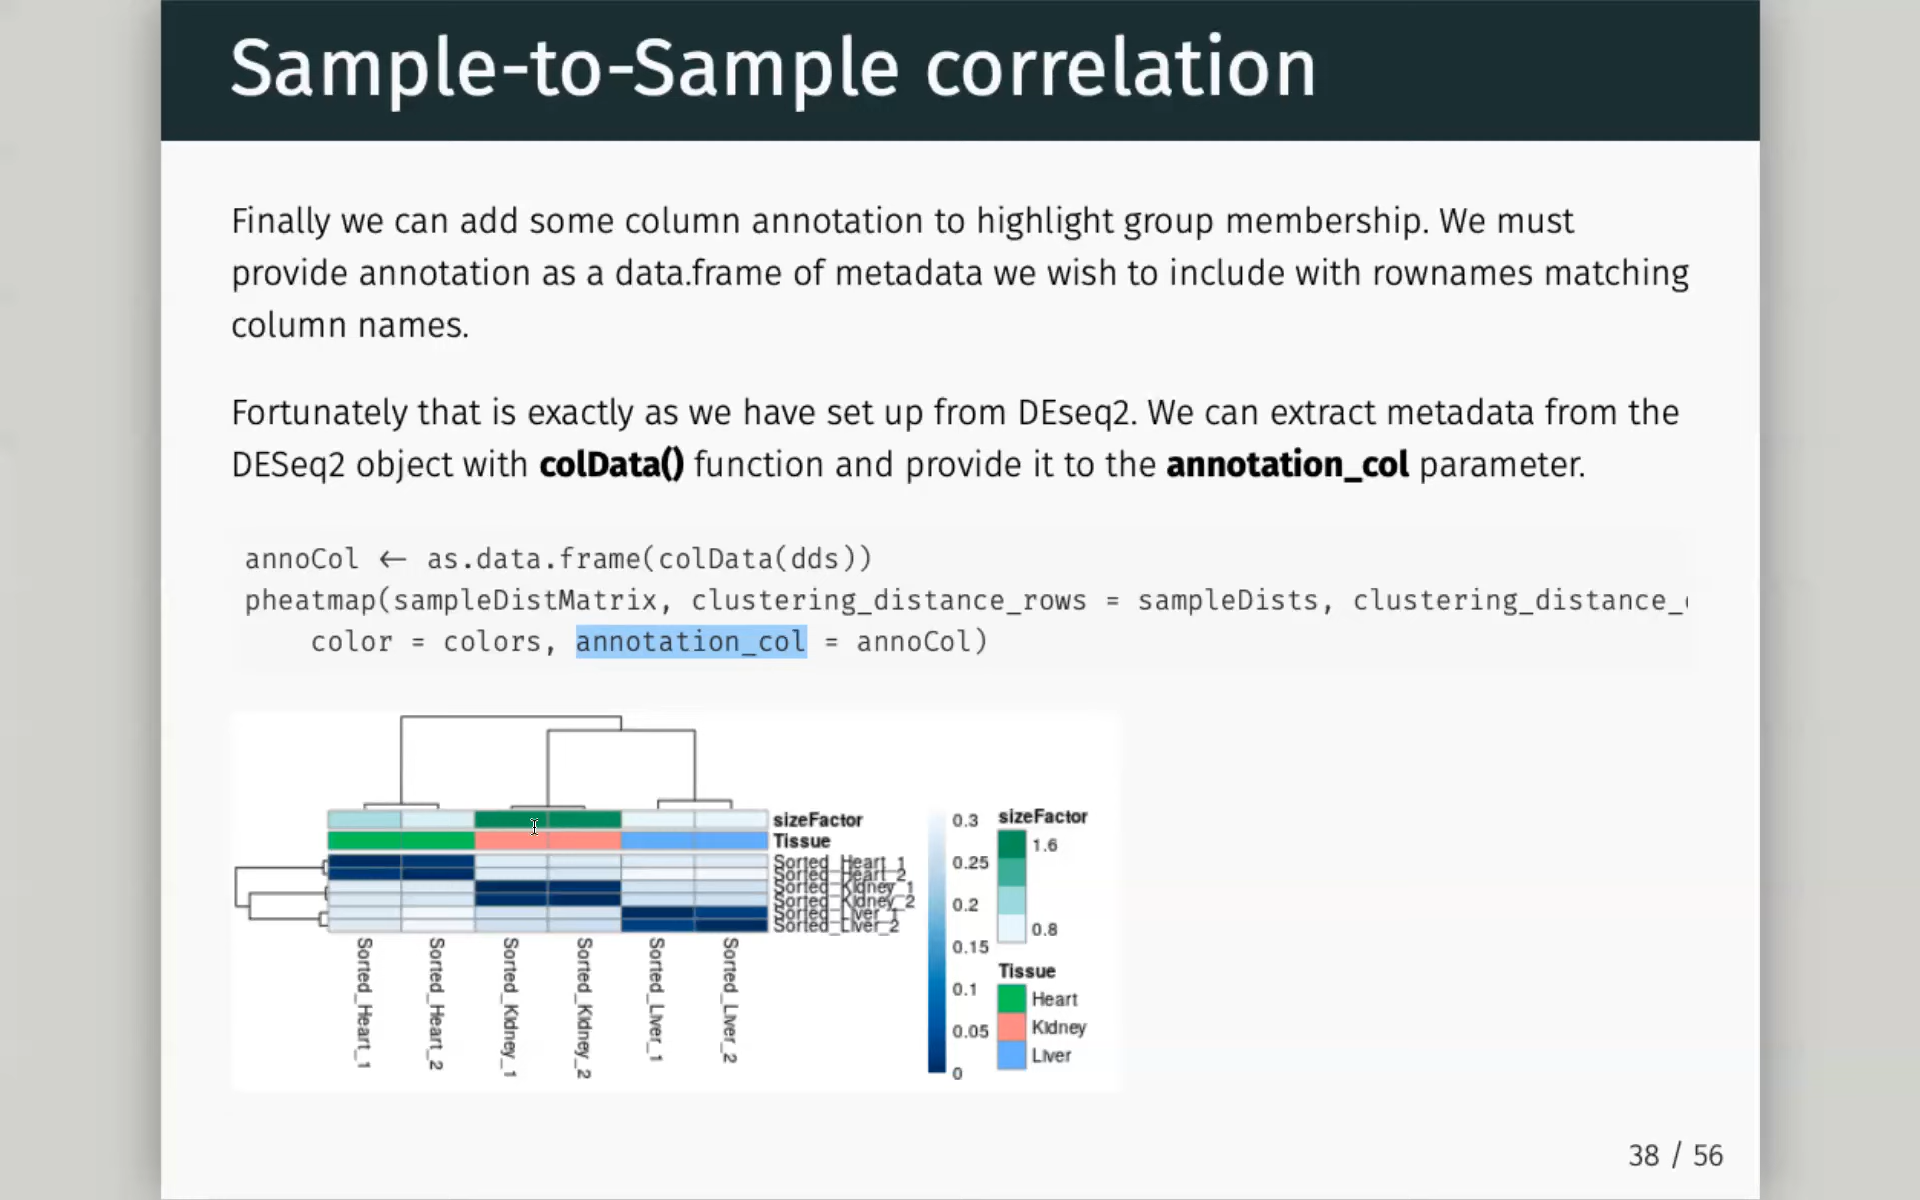 Sample-to-Sample correlation
Finally we can add some column annotation to highlight group membership. We must
provide annotation as a data.frame of metadata we wish to include with rownames matching
column names.
Fortunately that is exactly as we have set up from DEseq2. We can extract metadata from the
DESeq2 object with colData() function and provide it to the annotation_col parameter.
annoCol ← as.data.frame(colData(dds))
pheatmap(sampleDistMatrix, clustering_distance_rows = sampleDists, clustering_distance_
color = colors, annotation_col = annoCol)
sizeFactor
Tissue
Sorted_Heart_1
Sorted_Heart_2
Sorted_Kidney_1
Sorted_Kidney_2
Sorted_Liver_1
Sorted_Liver_2
Sorted_Heart_1
Sorted_Heart_2
Sorted_Kidney_1
Sorted_Kidney_2
Sorted_Liver_1
Sorted_Liver_2
0.3
0.25
0.2
0.15
0.1
0.05
0
sizeFactor
1.6
0.8
Tissue
Heart
Kidney
Liver
38 / 56